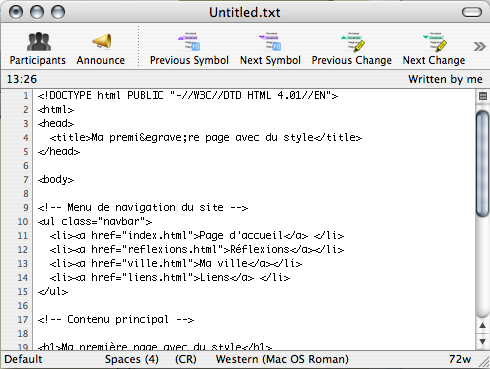 Untitled.txt
Participants Announce Previous Symbol Next Symbol Previous Change Next Change
13:26 Written by me
1 <!DOCTYPE html PUBLIC "-//W3C//DTD HTML 4.01//EN">
2 <html>
3 <head>
4 <title>Ma premi&egrave;re page avec du style</title>
5 </head>
6
7 <body>
8
9 <!-- Menu de navigation du site -->
10 <ul class="navbar">
11 <li><a href="index.html">Page d'accueil</a> </li>
12 <li><a href="reflexions.html">Réflexions</a></li>
13 <li><a href="ville.html">Ma ville</a></li>
14 <li><a href="liens.html">Liens</a> </li>
15 </ul>
16
17 <!-- Contenu principal -->
18
19 <h1>Ma première page avec du style</h1>
Default Spaces (4) (CR) Western (Mac OS Roman) 72w